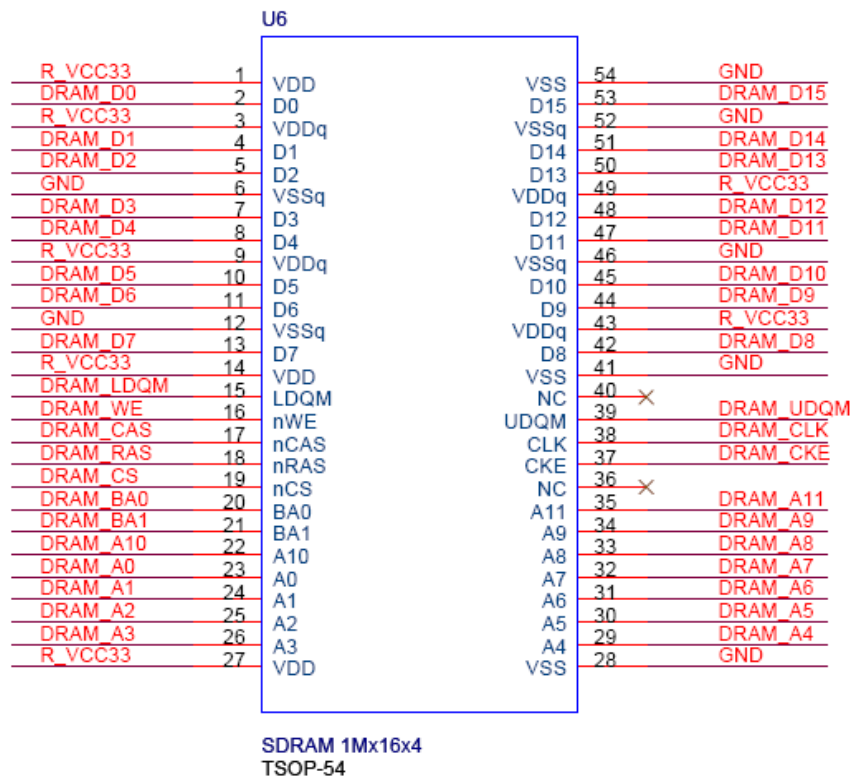 U6
R_VCC33 1 VDD VSS 54 GND
DRAM_D0 2 D0 D15 53 DRAM_D15
R_VCC33 3 VDDq VSSq 52 GND
DRAM_D1 4 D1 D14 51 DRAM_D14
DRAM_D2 5 D2 D13 50 DRAM_D13
GND 6 VSSq VDDq 49 R_VCC33
DRAM_D3 7 D3 D12 48 DRAM_D12
DRAM_D4 8 D4 D11 47 DRAM_D11
R_VCC33 9 VDDq VSSq 46 GND
DRAM_D5 10 D5 D10 45 DRAM_D10
DRAM_D6 11 D6 D9 44 DRAM_D9
GND 12 VSSq VDDq 43 R_VCC33
DRAM_D7 13 D7 D8 42 DRAM_D8
R_VCC33 14 VDD VSS 41 GND
DRAM_LDQM 15 LDQM NC 40
DRAM_WE 16 nWE UDQM 39 DRAM_UDQM
DRAM_CAS 17 nCAS CLK 38 DRAM_CLK
DRAM_RAS 18 nRAS CKE 37 DRAM_CKE
DRAM_CS 19 nCS NC 36
DRAM_BA0 20 BA0 A11 35 DRAM_A11
DRAM_BA1 21 BA1 A9 34 DRAM_A9
DRAM_A10 22 A10 A8 33 DRAM_A8
DRAM_A0 23 A0 A7 32 DRAM_A7
DRAM_A1 24 A1 A6 31 DRAM_A6
DRAM_A2 25 A2 A5 30 DRAM_A5
DRAM_A3 26 A3 A4 29 DRAM_A4
R_VCC33 27 VDD VSS 28 GND
SDRAM 1Mx16x4
TSOP-54